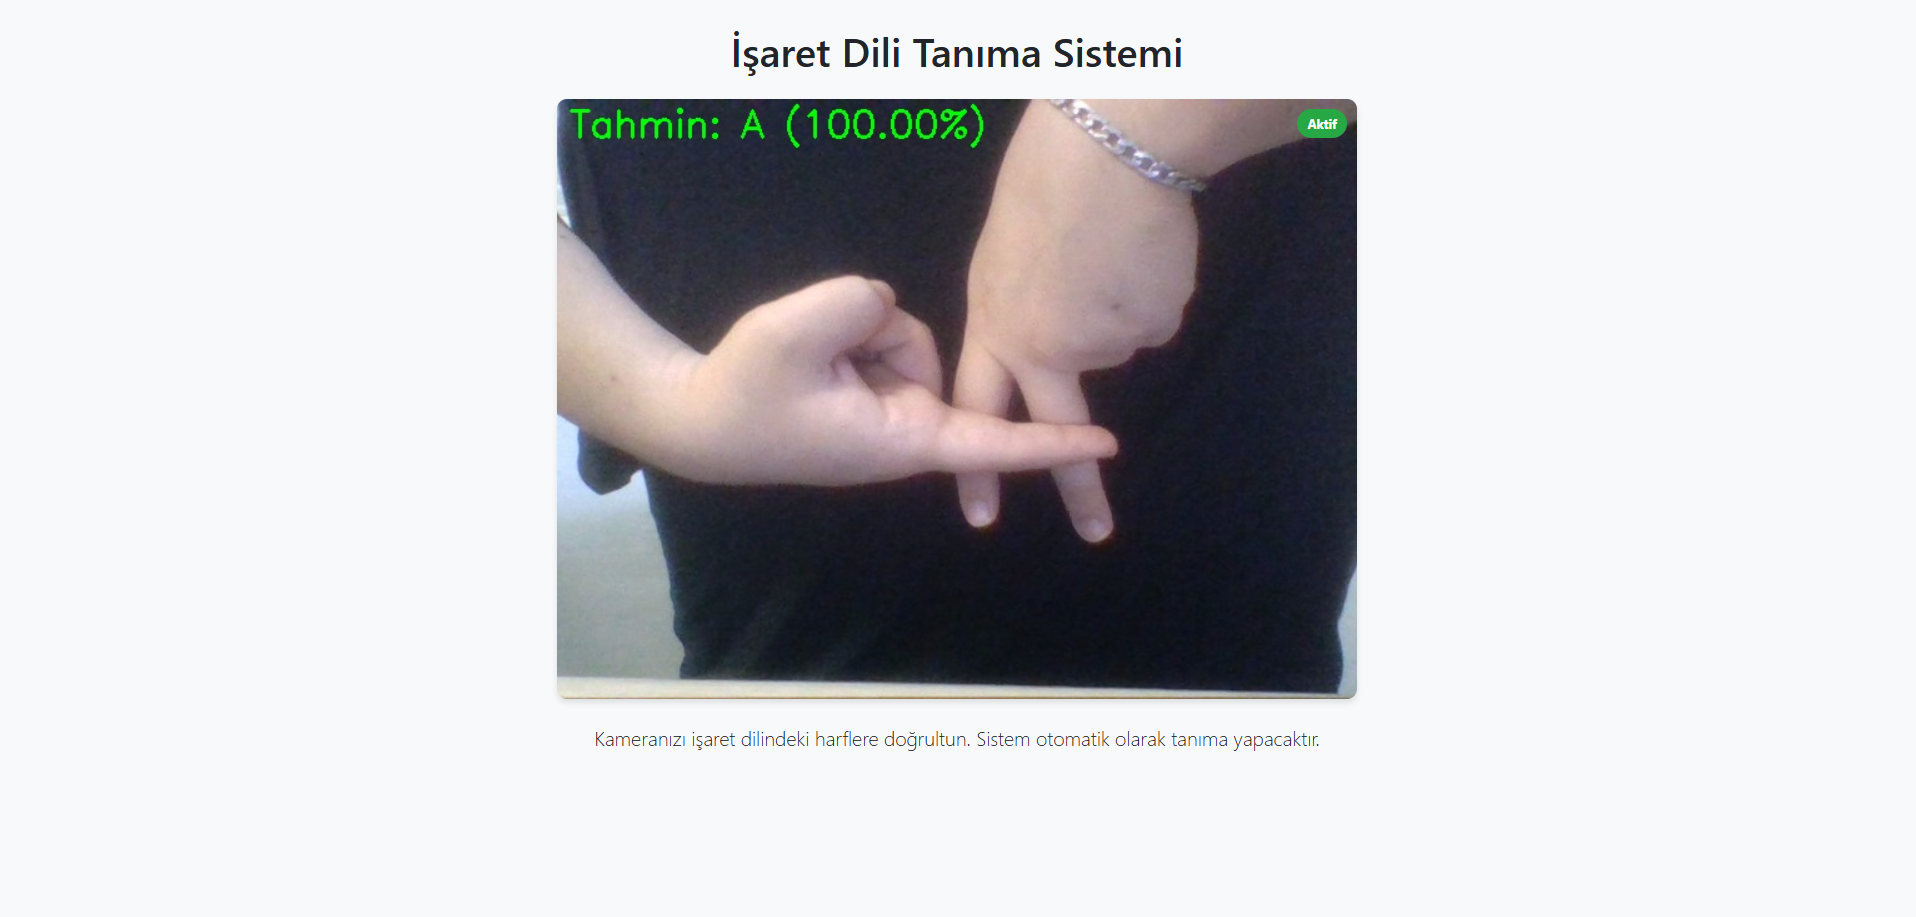 İşaret Dili Tanıma Sistemi
Tahmin: A (100.00%)
Aktif
Kameranızı işaret dilindeki harflere doğrultun. Sistem otomatik olarak tanıma yapacaktır.